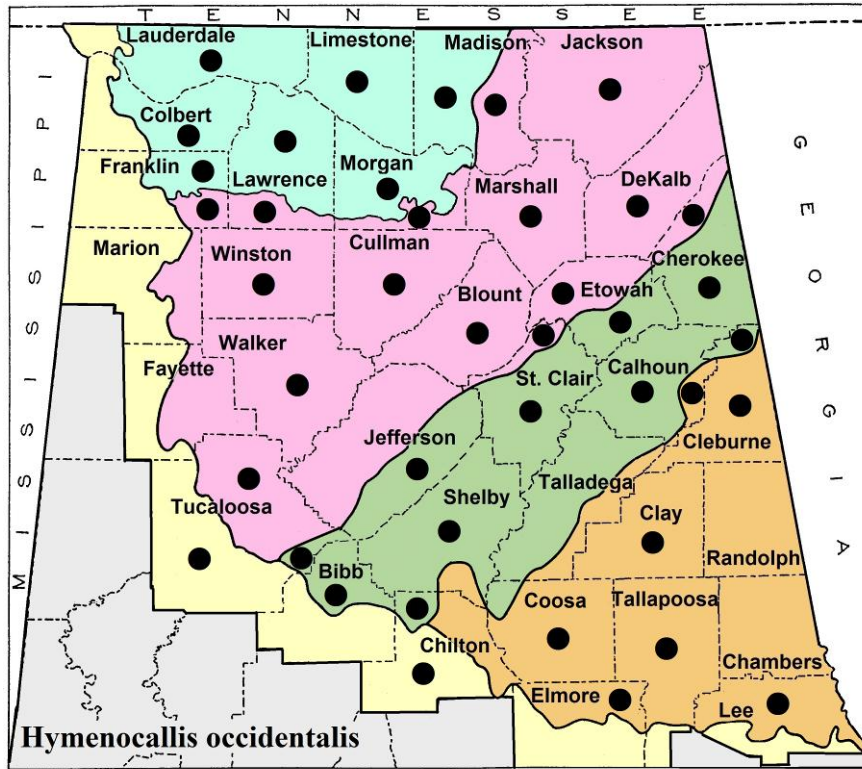 T E N N E S S E E
Lauderdale
Limestone
Madison
Jackson
Colbert
Franklin
Lawrence
Morgan
Marshall
DeKalb
Marion
Winston
Cullman
Cherokee
Blount
Etowah
Walker
Fayette
St. Clair
Calhoun
Jefferson
Cleburne
Tucaloosa
Shelby
Talladega
Clay
Randolph
Bibb
Coosa
Tallapoosa
Chilton
Chambers
Elmore
Lee
M I S S I S S I P P I
G E O R G I A
Hymenocallis occidentalis